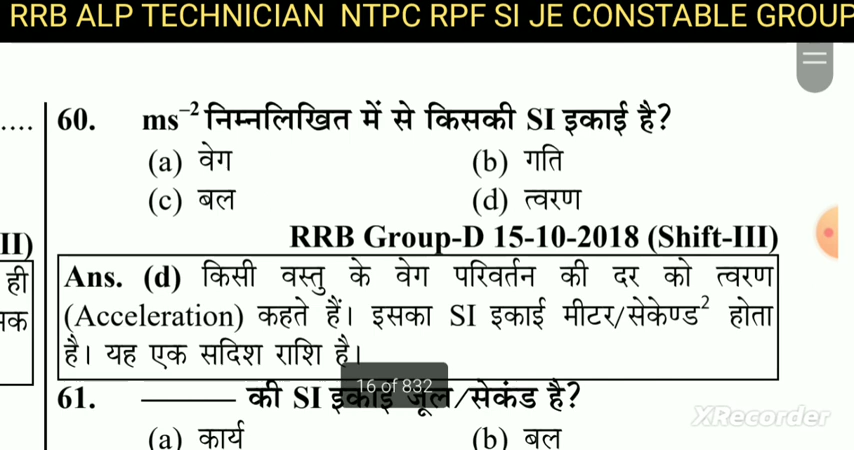 RRB ALP TECHNICIAN NTPC RPF SI JE CONSTABLE GROUP
.... 60. ms⁻² निम्नलिखित में से किसकी SI इकाई है?
(a) वेग (b) गति
(c) बल (d) त्वरण
II) RRB Group-D 15-10-2018 (Shift-III)
ही Ans. (d) किसी वस्तु के वेग परिवर्तन की दर को त्वरण
(Acceleration) कहते हैं। इसका SI इकाई मीटर/सेकेण्ड² होता
है। यह एक सदिश राशि है।
16 of 832
61. ______ की SI इकाई जूल/सेकंड है?
XRecorder
(a) कार्य (b) बल